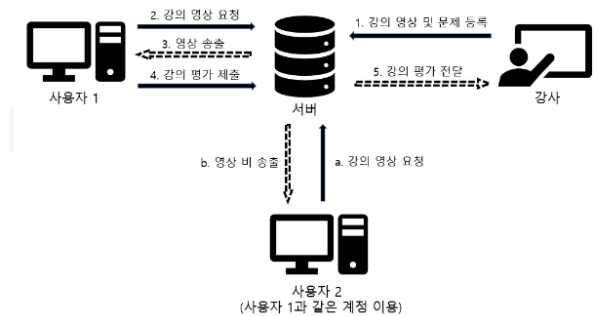 2. 강의 영상 요청
1. 강의 영상 및 문제 등록
3. 영상 송출
4. 강의 평가 제출
5. 강의 평가 전달
사용자 1
서버
강사
b. 영상 비 송출
a. 강의 영상 요청
사용자 2
(사용자 1과 같은 계정 이용)